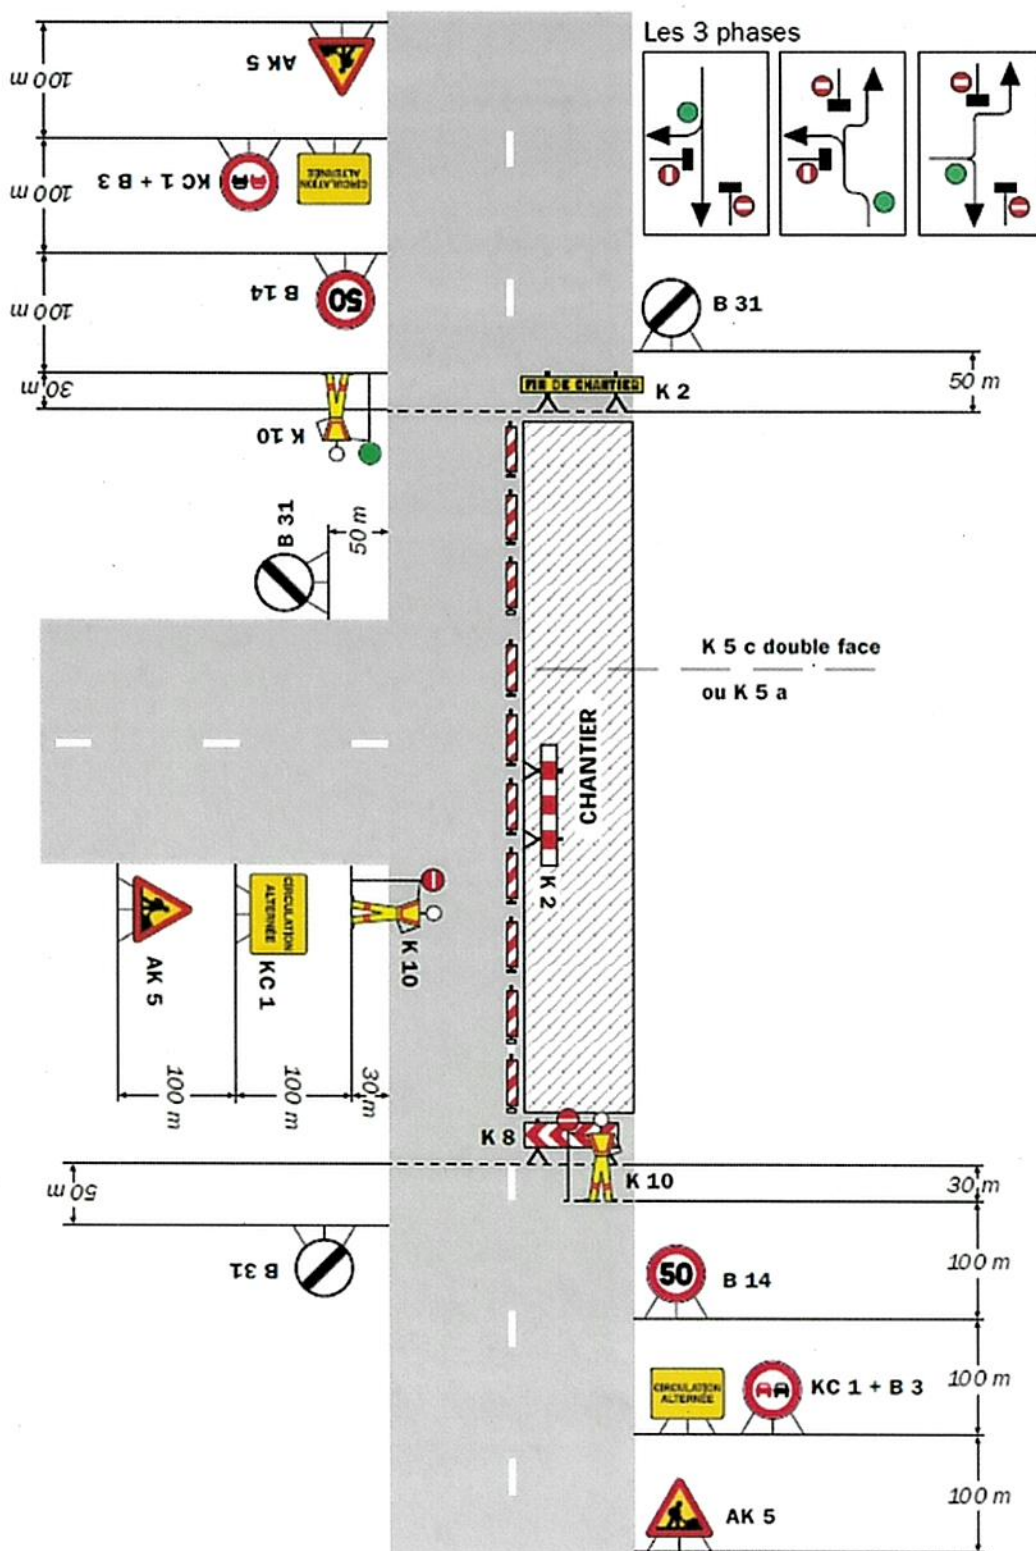 Les 3 phases
AK 5
100 m
KC 1 + B 3
CIRCULATION
ALTERNÉE
100 m
B 14
50
100 m
30 m
K 10
B 31
50 m
FIN DE CHANTIER
K 2
B 31
50 m
K 5 c double face
ou K 5 a
CHANTIER
K 2
AK 5
CIRCULATION
ALTERNÉE
KC 1
K 10
100 m
100 m
30 m
K 8
K 10
30 m
50 m
B 31
50
B 14
100 m
CIRCULATION
ALTERNÉE
KC 1 + B 3
100 m
AK 5
100 m